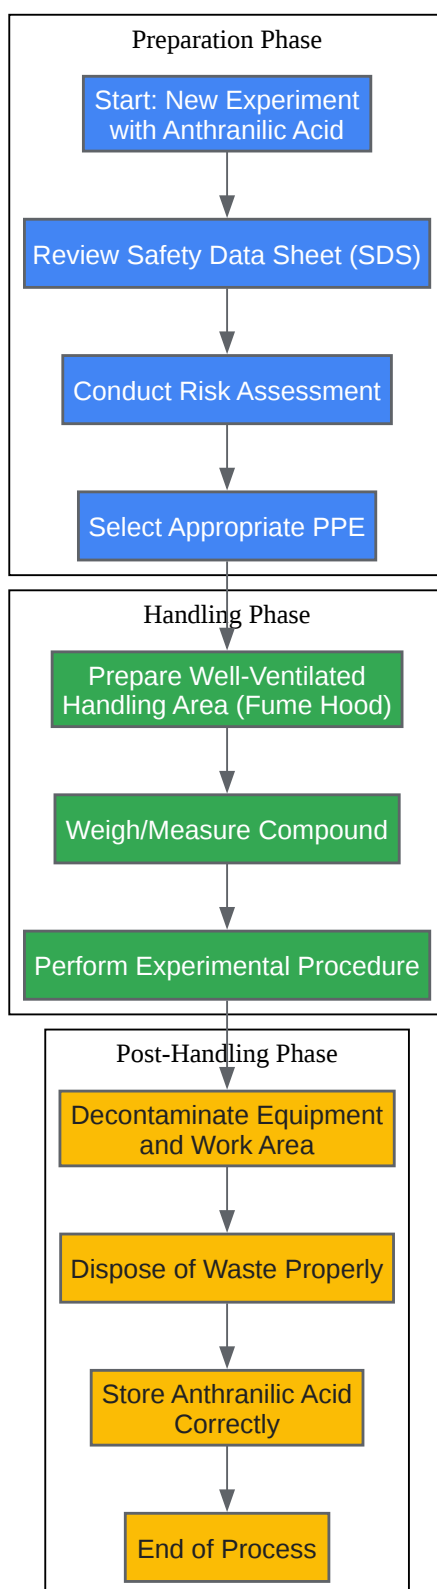 Preparation Phase
Start: New Experiment
with Anthranilic Acid
Review Safety Data Sheet (SDS)
Conduct Risk Assessment
Select Appropriate PPE
Handling Phase
Prepare Well-Ventilated
Handling Area (Fume Hood)
Weigh/Measure Compound
Perform Experimental Procedure
Post-Handling Phase
Decontaminate Equipment
and Work Area
Dispose of Waste Properly
Store Anthranilic Acid
Correctly
End of Process